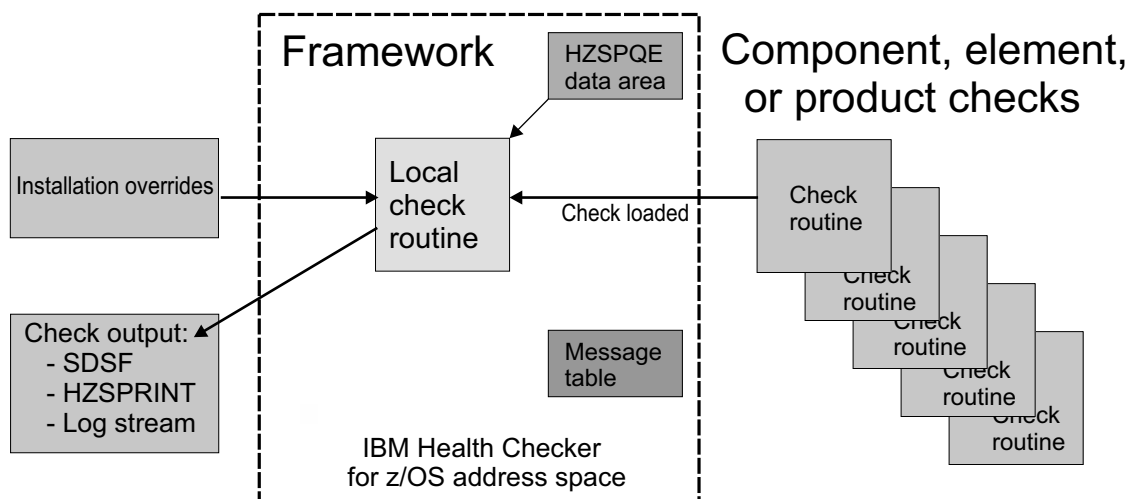 Framework
HZSPQE
data area
Component, element,
or product checks
Installation overrides
Local
check
routine
Check loaded
Check
routine
Check
routine
Check
routine
Check
routine
Check
routine
Check output:
- SDSF
- HZSPRINT
- Log stream
Message
table
IBM Health Checker
for z/OS address space